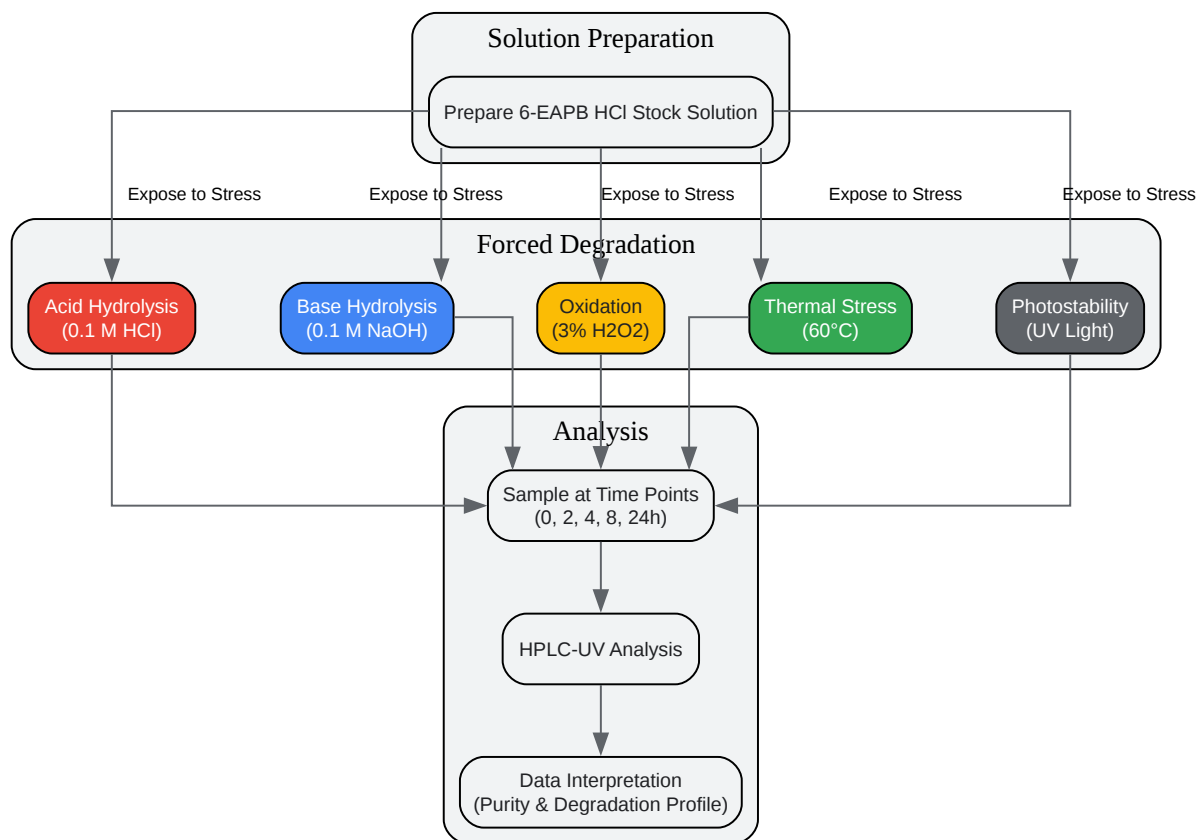 Solution Preparation
Prepare 6-EAPB HCl Stock Solution
Expose to Stress
Expose to Stress
Expose to Stress
Expose to Stress
Expose to Stress
Forced Degradation
Acid Hydrolysis
(0.1 M HCl)
Base Hydrolysis
(0.1 M NaOH)
Oxidation
(3% H2O2)
Thermal Stress
(60°C)
Photostability
(UV Light)
Analysis
Sample at Time Points
(0, 2, 4, 8, 24h)
HPLC-UV Analysis
Data Interpretation
(Purity & Degradation Profile)